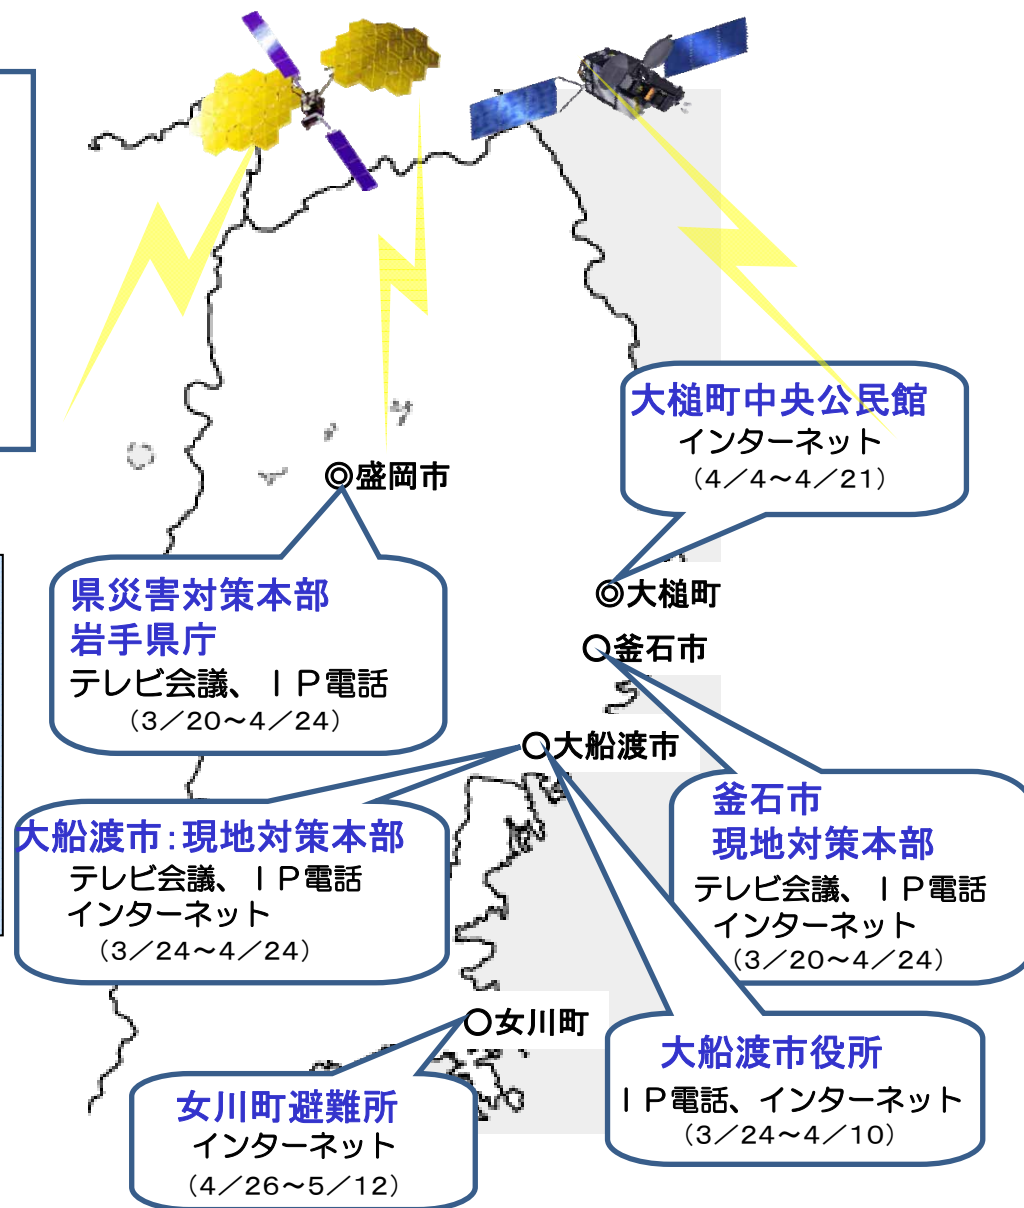 大槌町中央公民館
インターネット
(4/4~4/21)
◎盛岡市
県災害対策本部
岩手県庁
テレビ会議、IP電話
(3/20~4/24)
◎大槌町
○釜石市
○大船渡市
釜石市
現地対策本部
テレビ会議、IP電話
インターネット
(3/20~4/24)
大船渡市:現地対策本部
テレビ会議、IP電話
インターネット
(3/24~4/24)
○女川町
大船渡市役所
IP電話、インターネット
(3/24~4/10)
女川町避難所
インターネット
(4/26~5/12)